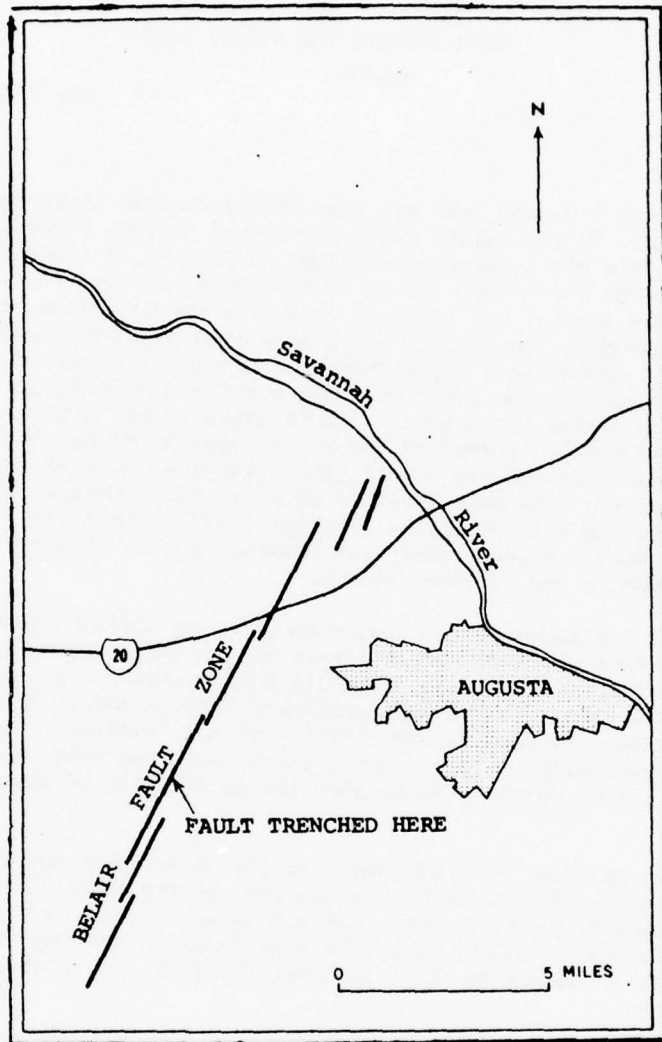 N
Savannah
River
20
ZONE
AUGUSTA
FAULT
FAULT TRENCHED HERE
BELAIR
0 5 MILES